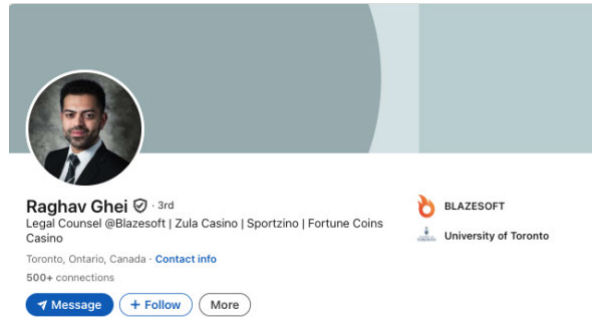 Raghav Ghei · 3rd
Legal Counsel @Blazesoft | Zula Casino | Sportzino | Fortune Coins
Casino
Toronto, Ontario, Canada · Contact info
500+ connections
Message + Follow More
BLAZESOFT
University of Toronto